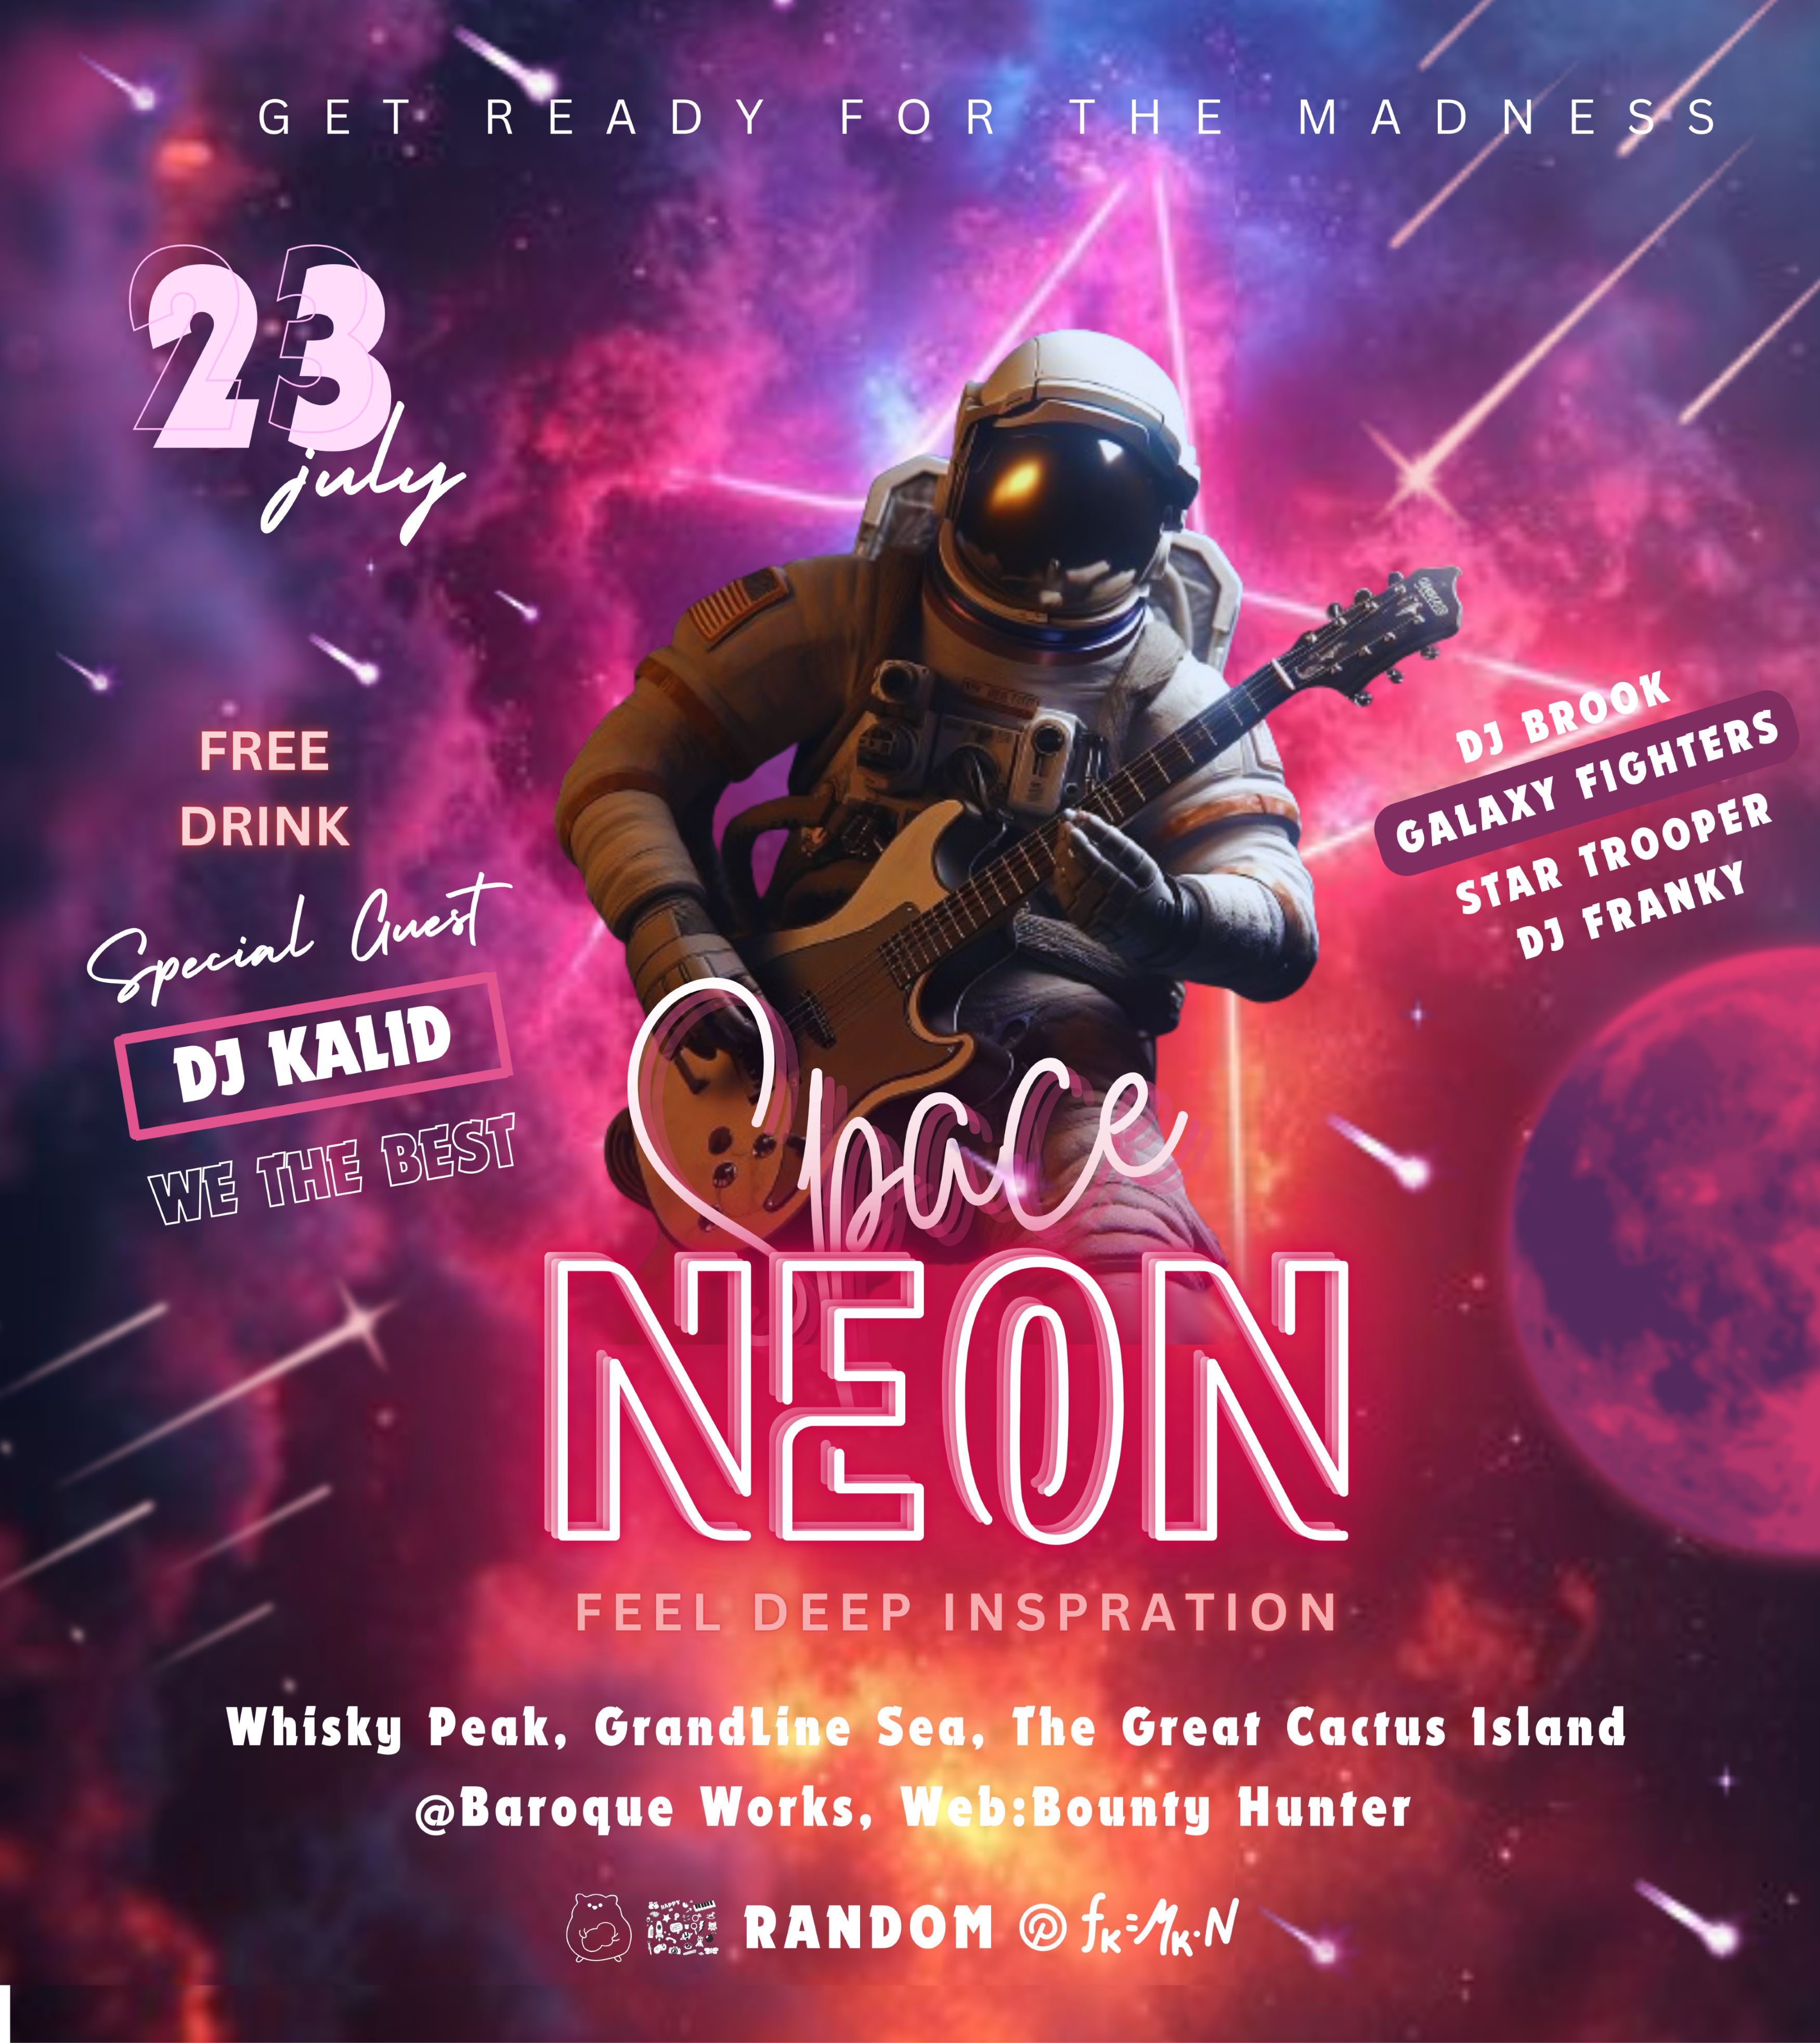 GET READY FOR THE MADNESS
23
july
FREE
DRINK
Special Guest
DJ KALID
WE THE BEST
DJ BROOK
GALAXY FIGHTERS
STAR TROOPER
DJ FRANKY
Space
NEON
FEEL DEEP INSPRATION
Whisky Peak, GrandLine Sea, The Great Cactus Island
@Baroque Works, Web:Bounty Hunter
RANDOM